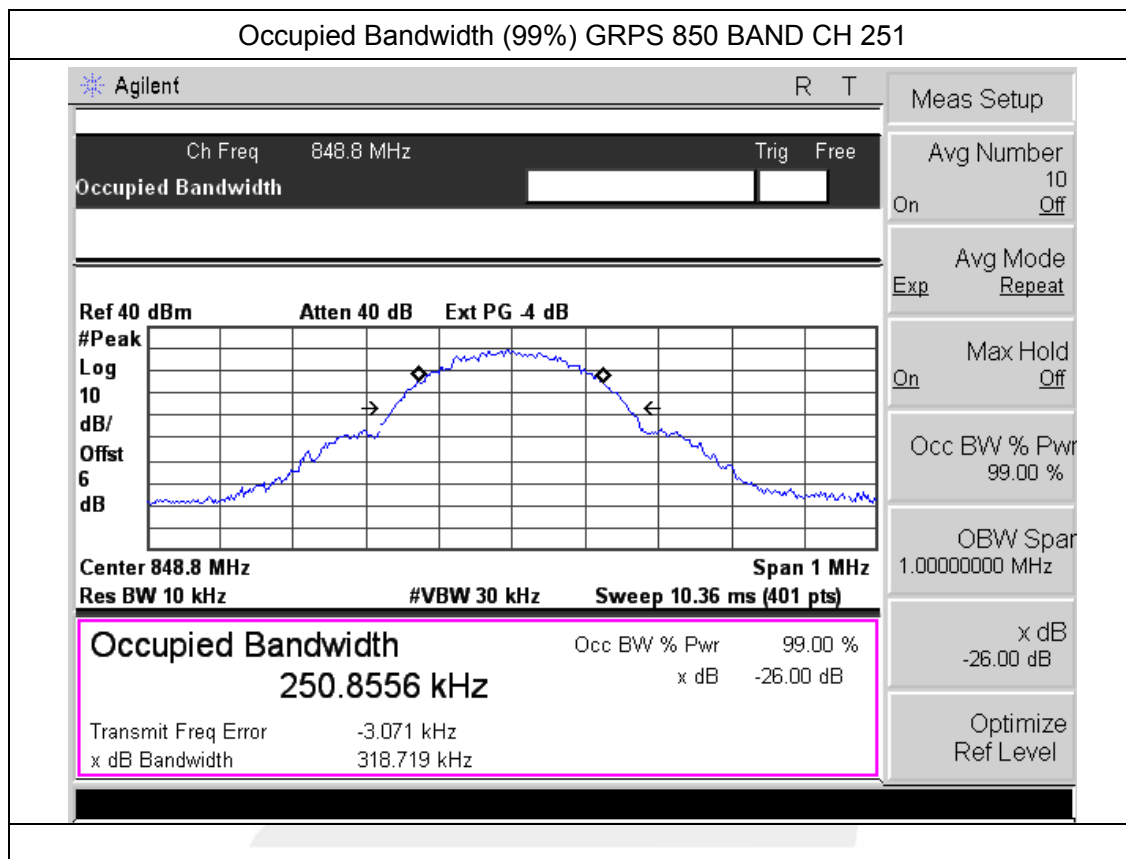 Occupied Bandwidth (99%) GRPS 850 BAND CH 251
Agilent R T
Ch Freq 848.8 MHz Trig Free
Occupied Bandwidth
Ref 40 dBm Atten 40 dB Ext PG -4 dB
#Peak
Log
10
dB/
Offst
6
dB
Center 848.8 MHz Span 1 MHz
Res BW 10 kHz #VBW 30 kHz Sweep 10.36 ms (401 pts)
Occupied Bandwidth
250.8556 kHz
Occ BW % Pwr 99.00 %
x dB -26.00 dB
Transmit Freq Error -3.071 kHz
x dB Bandwidth 318.719 kHz
Meas Setup
Avg Number
10
On Off
Avg Mode
Exp Repeat
Max Hold
On Off
Occ BW % Pwr
99.00 %
OBW Span
1.00000000 MHz
x dB
-26.00 dB
Optimize
Ref Level